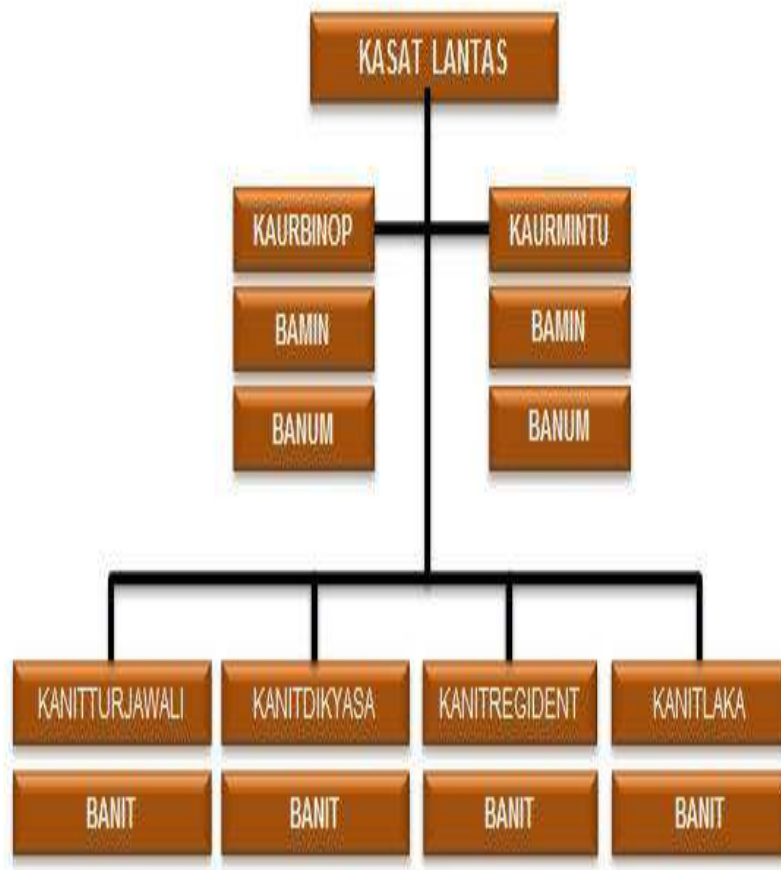 KASAT LANTAS
KAURBINOP
KAURMINTU
BAMIN
BAMIN
BANUM
BANUM
KANITTURJAWALI
KANITDIKYASA
KANITREGIDENT
KANITLAKA
BANIT
BANIT
BANIT
BANIT